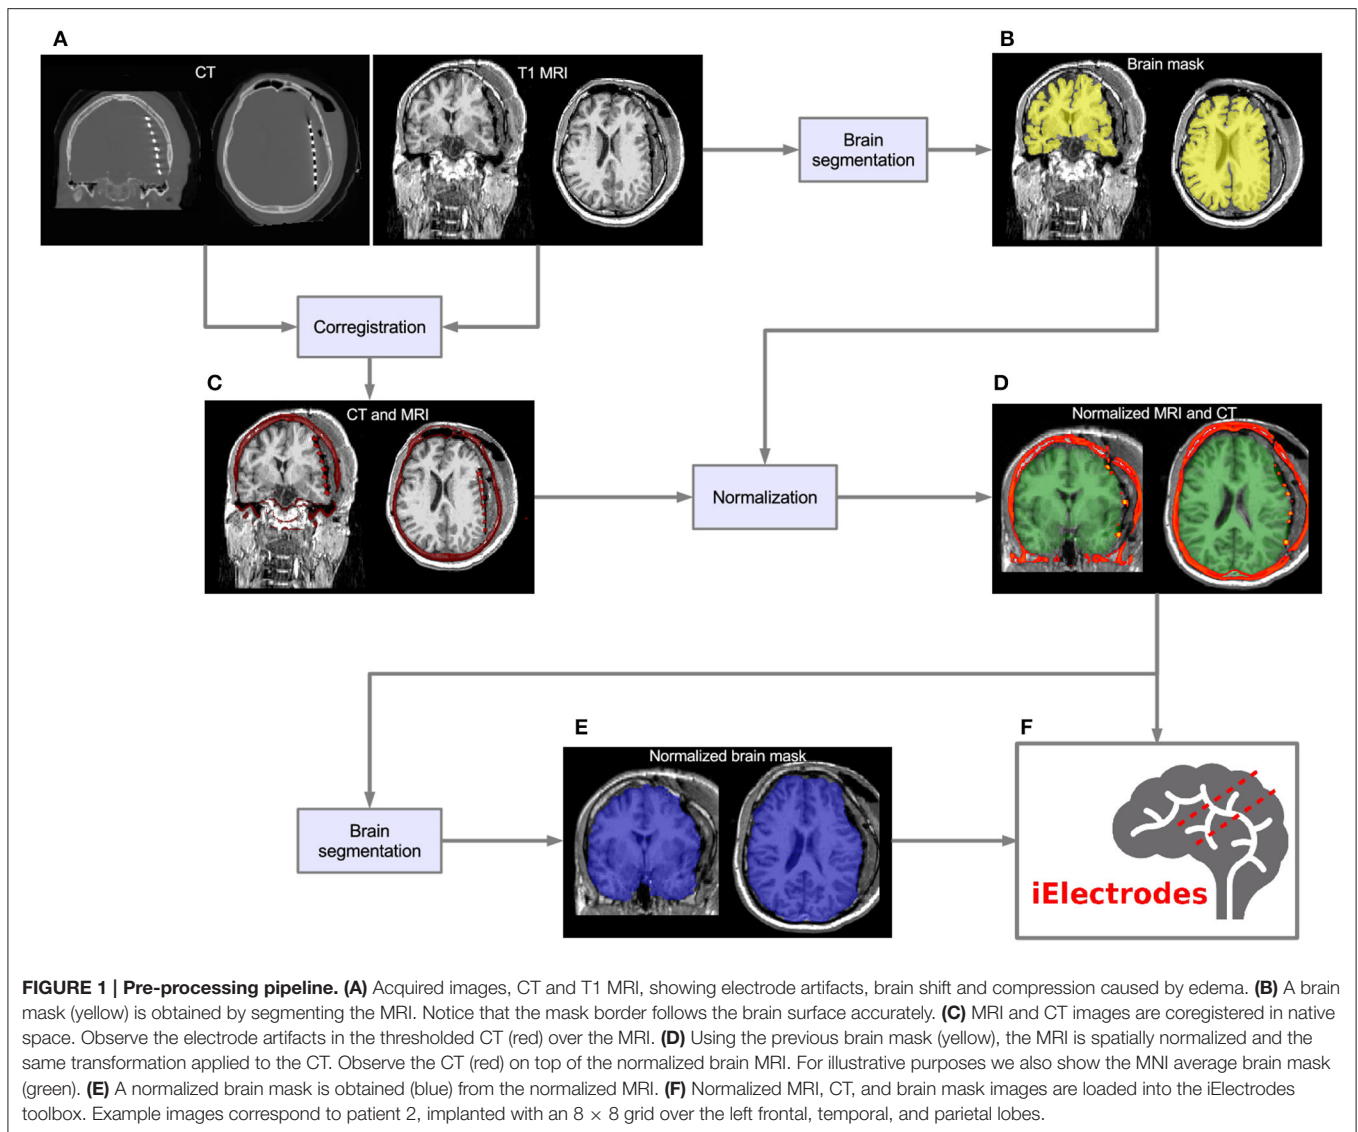 A
B
CT
T1 MRI
Brain mask
Brain
segmentation
Corregistration
C
D
CT and MRI
Normalized MRI and CT
Normalization
E
F
Normalized brain mask
Brain
segmentation
iElectrodes
FIGURE 1 | Pre-processing pipeline. (A) Acquired images, CT and T1 MRI, showing electrode artifacts, brain shift and compression caused by edema. (B) A brain
mask (yellow) is obtained by segmenting the MRI. Notice that the mask border follows the brain surface accurately. (C) MRI and CT images are coregistered in native
space. Observe the electrode artifacts in the thresholded CT (red) over the MRI. (D) Using the previous brain mask (yellow), the MRI is spatially normalized and the
same transformation applied to the CT. Observe the CT (red) on top of the normalized brain MRI. For illustrative purposes we also show the MNI average brain mask
(green). (E) A normalized brain mask is obtained (blue) from the normalized MRI. (F) Normalized MRI, CT, and brain mask images are loaded into the iElectrodes
toolbox. Example images correspond to patient 2, implanted with an 8 × 8 grid over the left frontal, temporal, and parietal lobes.